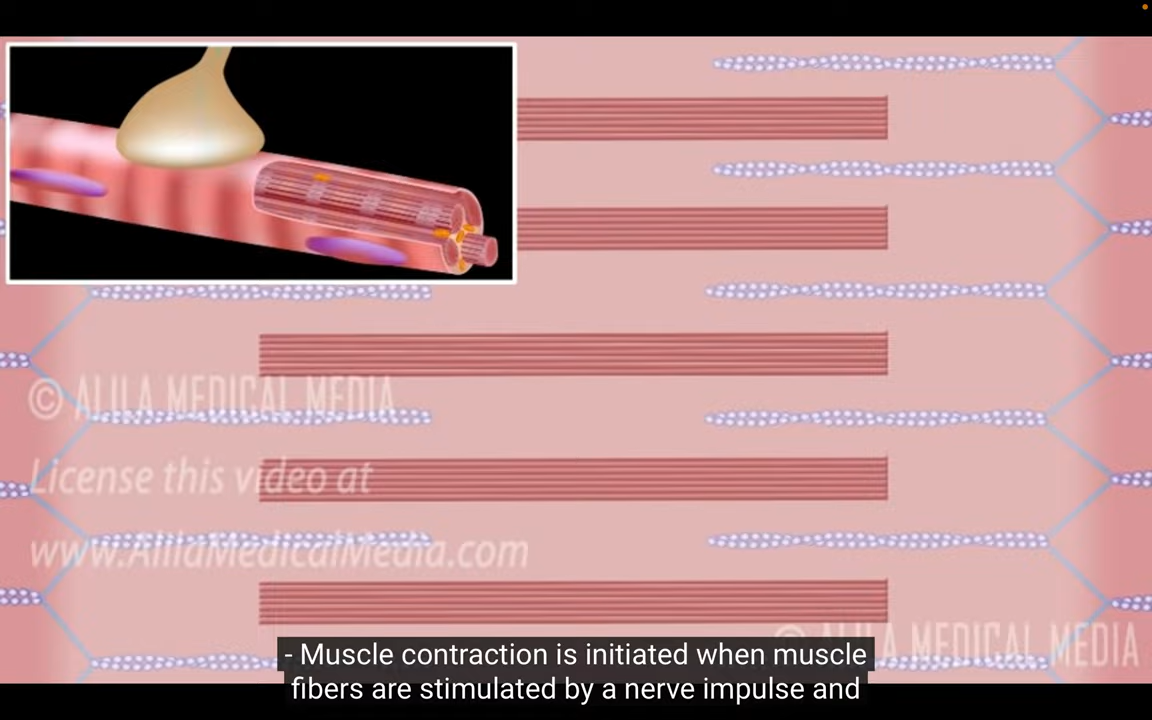 © ALILA MEDICAL MEDIA
License this video at
www.AlilaMedicalMedia.com
© ALILA MEDICAL MEDIA
- Muscle contraction is initiated when muscle
fibers are stimulated by a nerve impulse and